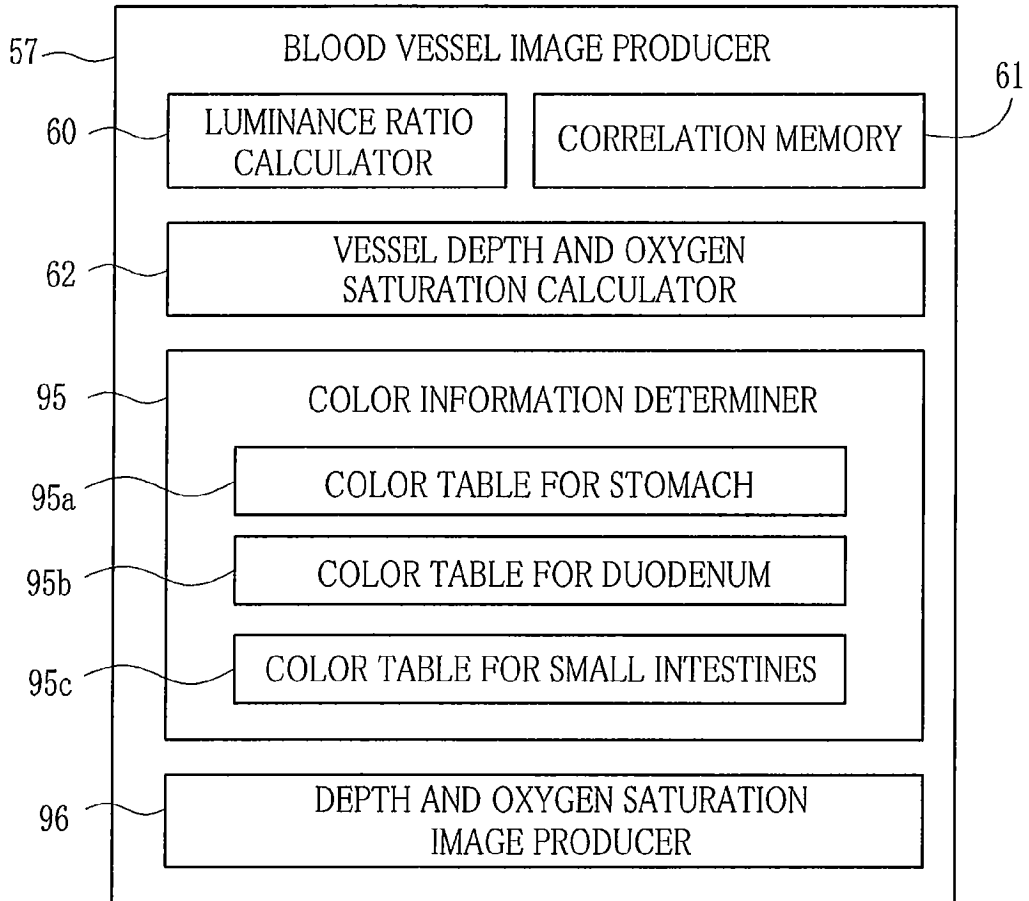 57
BLOOD VESSEL IMAGE PRODUCER
61
60
LUMINANCE RATIO
CALCULATOR
CORRELATION MEMORY
62
VESSEL DEPTH AND OXYGEN
SATURATION CALCULATOR
95
COLOR INFORMATION DETERMINER
95a
COLOR TABLE FOR STOMACH
95b
COLOR TABLE FOR DUODENUM
95c
COLOR TABLE FOR SMALL INTESTINES
96
DEPTH AND OXYGEN SATURATION
IMAGE PRODUCER